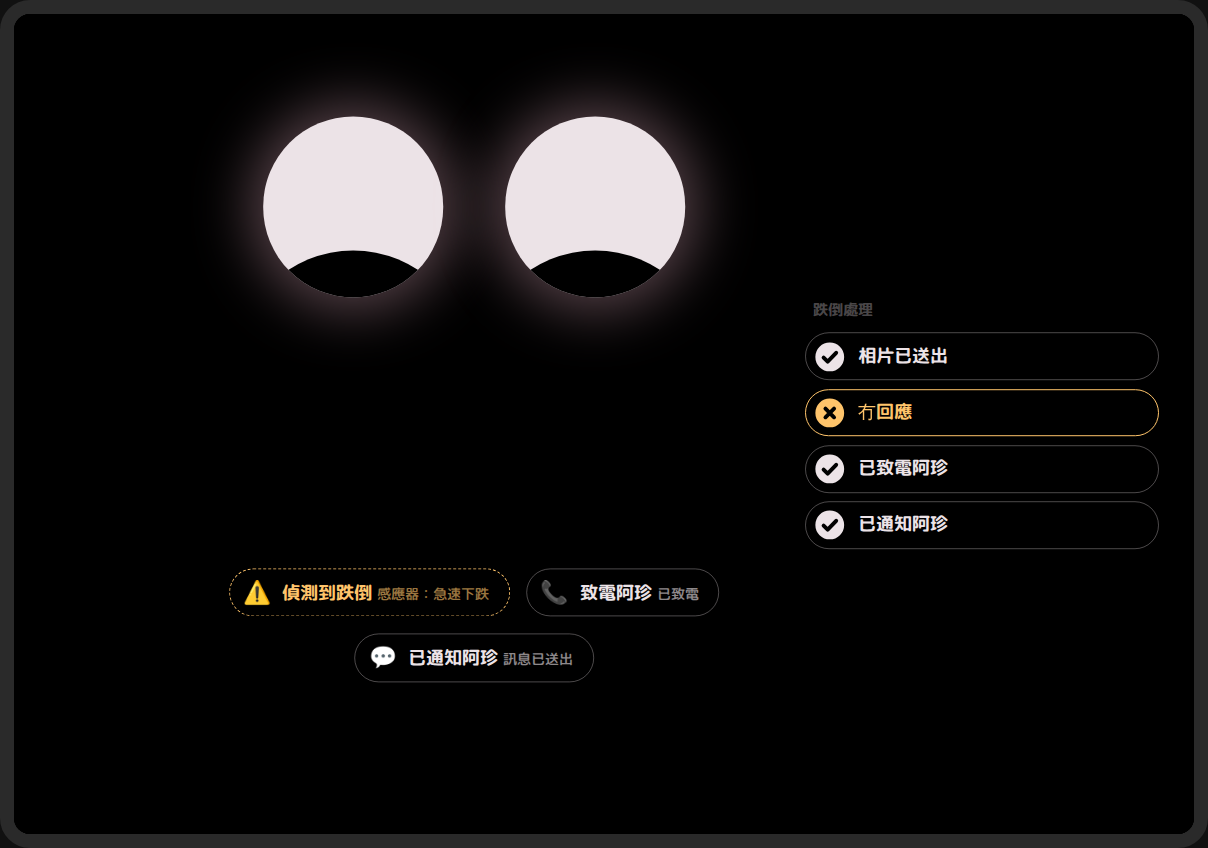 跌倒處理
相片已送出
冇回應
已致電阿珍
已通知阿珍
偵測到跌倒 感應器：急速下跌
致電阿珍 已致電
已通知阿珍 訊息已送出